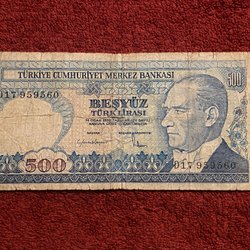 TÜRKİYE CUMHURİYET MERKEZ BANKASI
500
017 959560
BEŞYÜZ
TÜRK LİRASI
500
017 959560